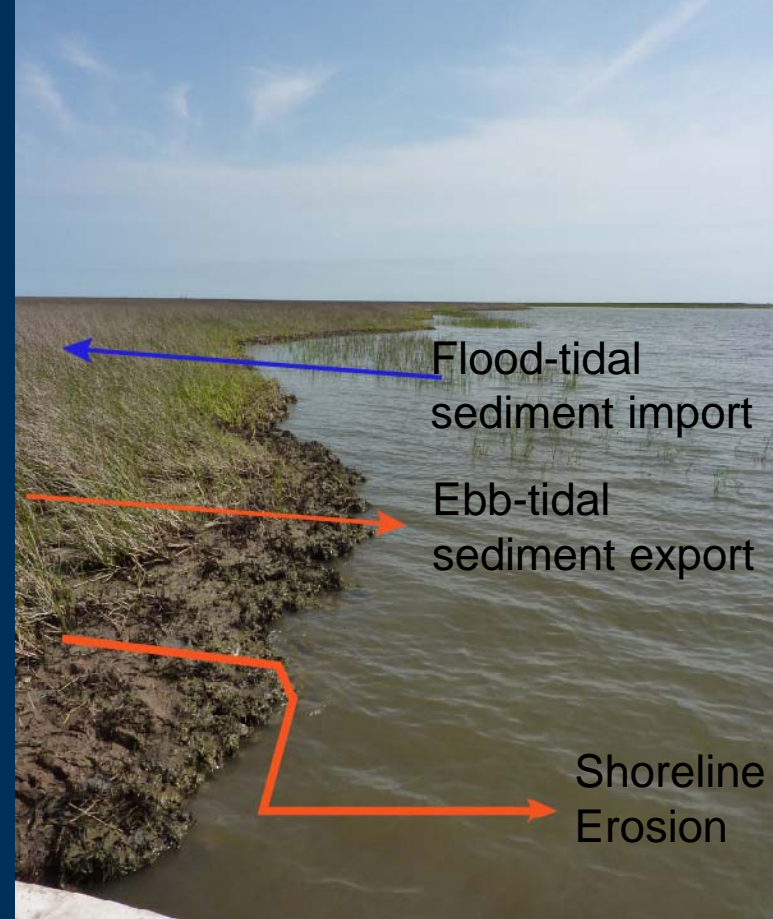 Flood-tidal
sediment import
Ebb-tidal
sediment export
Shoreline
Erosion